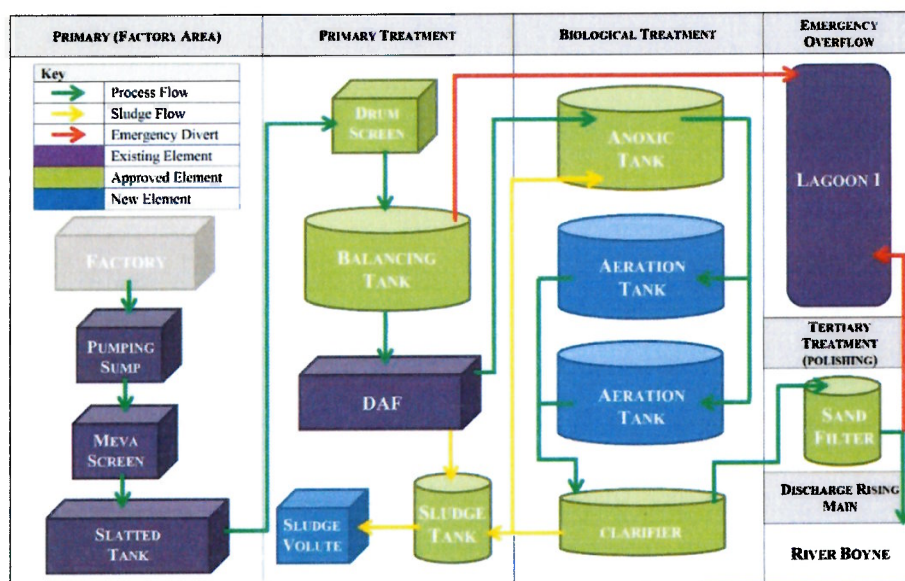 PRIMARY (FACTORY AREA)
PRIMARY TREATMENT
BIOLOGICAL TREATMENT
EMERGENCY
OVERFLOW
Key
Process Flow
Sludge Flow
Emergency Divert
Existing Element
Approved Element
New Element
FACTORY
PUMPING
SUMP
MEVA
SCREEN
SLATTED
TANK
DRUM
SCREEN
BALANCING
TANK
DAF
SLUDGE
VOLUTE
SLUDGE
TANK
ANOXIC
TANK
AERATION
TANK
AERATION
TANK
CLARIFIER
LAGOON 1
TERTIARY
TREATMENT
(POLISHING)
SAND
FILTER
DISCHARGE RISING
MAIN
RIVER BOYNE